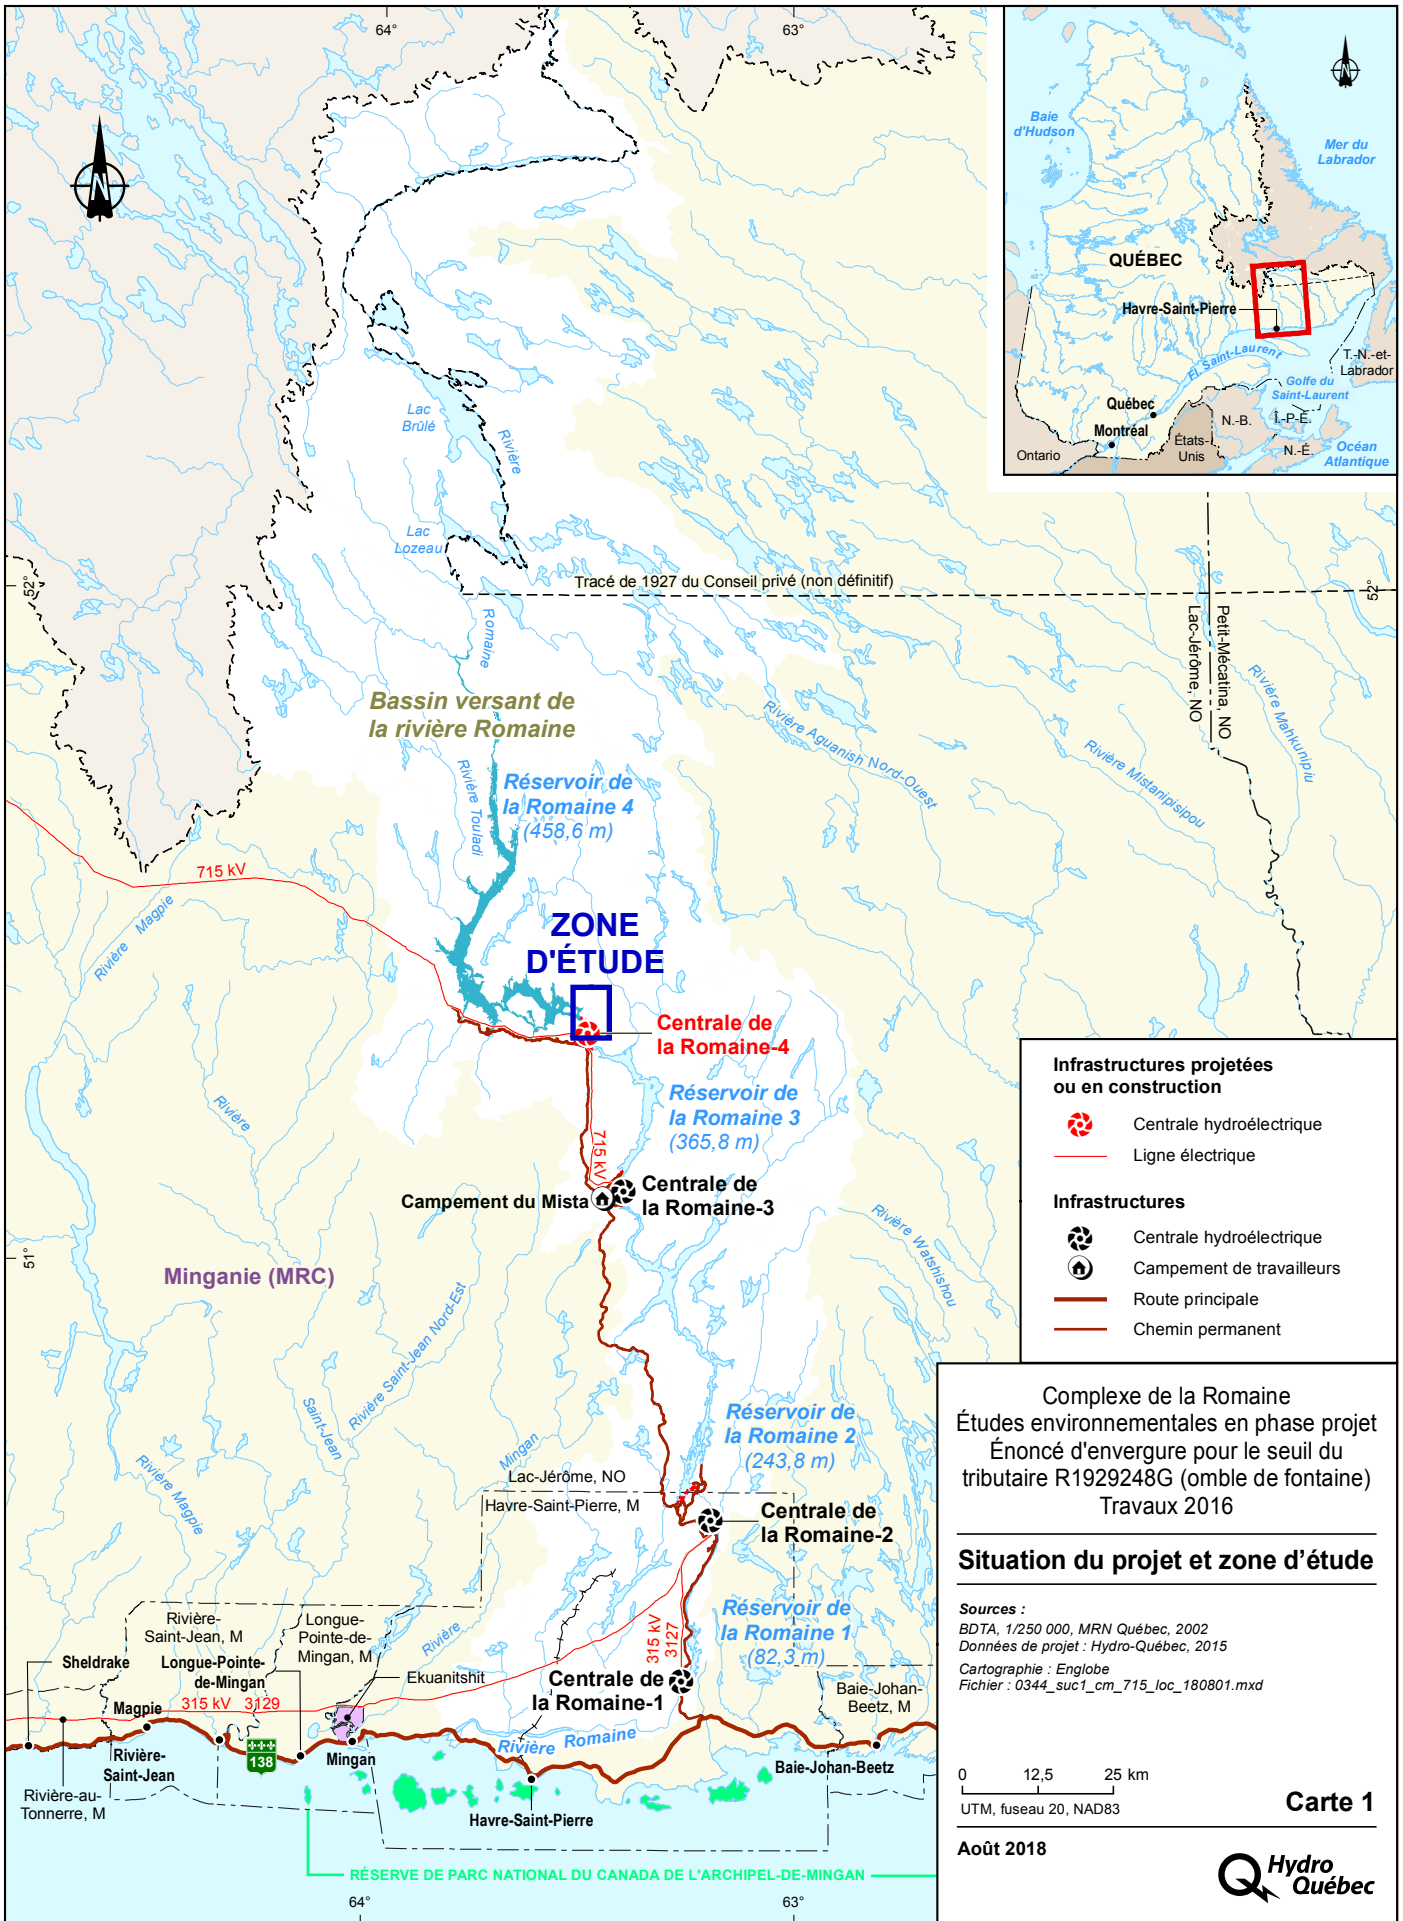 64°
63°
Baie
d'Hudson
Mer du
Labrador
QUÉBEC
Havre-Saint-Pierre
Fl. Saint-Laurent
T.-N.-et-
Labrador
Golfe du
Saint-Laurent
Québec
Montréal
N.-B.
Î.-P.-É.
États-
Unis
N.-É.
Ontario
Océan
Atlantique
N
Lac
Brûlé
Rivière
Lac
Lozeau
52°
Tracé de 1927 du Conseil privé (non définitif)
52°
Romaine
Petit-Mécatina, NO
Lac-Jérôme, NO
Rivière Mahkunipiu
Bassin versant de
la rivière Romaine
Rivière Aguanish Nord-Ouest
Rivière Mistanipisipou
Rivière Touladi
Réservoir de
la Romaine 4
(458,6 m)
715 kV
Rivière Magpie
ZONE
D'ÉTUDE
Centrale de
la Romaine-4
Réservoir de
la Romaine 3
(365,8 m)
Rivière
715 kV
Centrale de
la Romaine-3
Campement du Mista
Rivière Watshishou
51°
Minganie (MRC)
Rivière Saint-Jean Nord-Est
Saint-Jean
Réservoir de
la Romaine 2
(243,8 m)
Mingan
Rivière Magpie
Lac-Jérôme, NO
Havre-Saint-Pierre, M
Centrale de
la Romaine-2
Réservoir de
la Romaine 1
(82,3 m)
315 kV
3127
Rivière-
Saint-Jean, M
Longue-
Pointe-de-
Mingan, M
Rivière
Sheldrake
Longue-Pointe-
de-Mingan
Ekuanitshit
Centrale de
la Romaine-1
Baie-Johan-
Beetz, M
Magpie
315 kV 3129
138
Mingan
Rivière Romaine
Rivière-
Saint-Jean
Baie-Johan-Beetz
Rivière-au-
Tonnerre, M
Havre-Saint-Pierre
RÉSERVE DE PARC NATIONAL DU CANADA DE L'ARCHIPEL-DE-MINGAN
64°
63°
Infrastructures projetées
ou en construction
Centrale hydroélectrique
Ligne électrique
Infrastructures
Centrale hydroélectrique
Campement de travailleurs
Route principale
Chemin permanent
Complexe de la Romaine
Études environnementales en phase projet
Énoncé d'envergure pour le seuil du
tributaire R1929248G (omble de fontaine)
Travaux 2016
Situation du projet et zone d'étude
Sources :
BDTA, 1/250 000, MRN Québec, 2002
Données de projet : Hydro-Québec, 2015
Cartographie : Englobe
Fichier : 0344_suc1_cm_715_loc_180801.mxd
0 12,5 25 km
UTM, fuseau 20, NAD83
Carte 1
Août 2018
Hydro
Québec